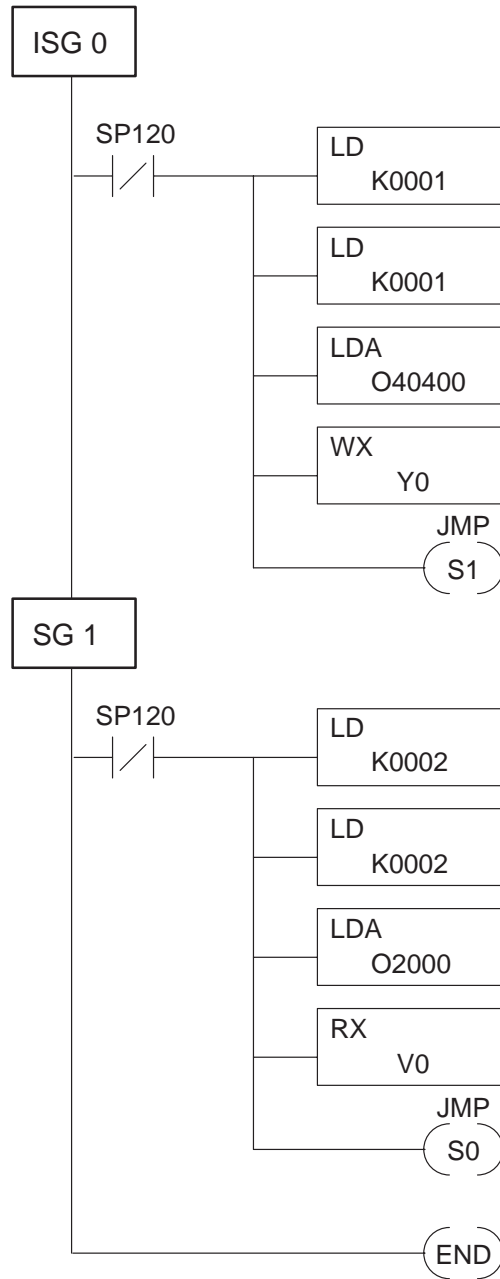 ISG 0
SP120
LD
K0001
LD
K0001
LDA
O40400
WX
Y0
JMP
S1
SG 1
SP120
LD
K0002
LD
K0002
LDA
O2000
RX
V0
JMP
S0
END